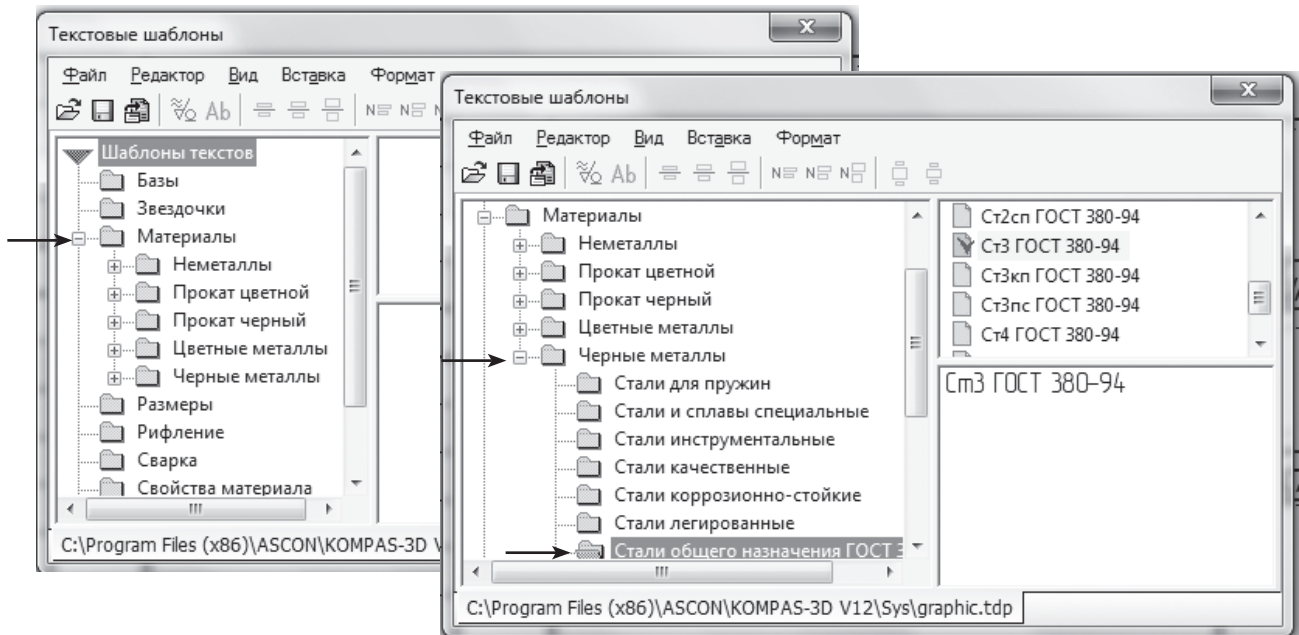 Текстовые шаблоны
Файл Редактор Вид Вставка Формат
Ab N N
Шаблоны текстов
Базы
Звездочки
Материалы
Неметаллы
Прокат цветной
Прокат черный
Цветные металлы
Черные металлы
Размеры
Рифление
Сварка
Свойства материала
C:\Program Files (x86)\ASCON\KOMPAS-3D V
Текстовые шаблоны
Файл Редактор Вид Вставка Формат
Ab N N N
Материалы
Неметаллы
Прокат цветной
Прокат черный
Цветные металлы
Черные металлы
Стали для пружин
Стали и сплавы специальные
Стали инструментальные
Стали качественные
Стали коррозионно-стойкие
Стали легированные
Стали общего назначения ГОСТ 3
Ст2сп ГОСТ 380-94
Ст3 ГОСТ 380-94
Ст3кп ГОСТ 380-94
Ст3пс ГОСТ 380-94
Ст4 ГОСТ 380-94
Ст3 ГОСТ 380-94
C:\Program Files (x86)\ASCON\KOMPAS-3D V12\Sys\graphic.tdp